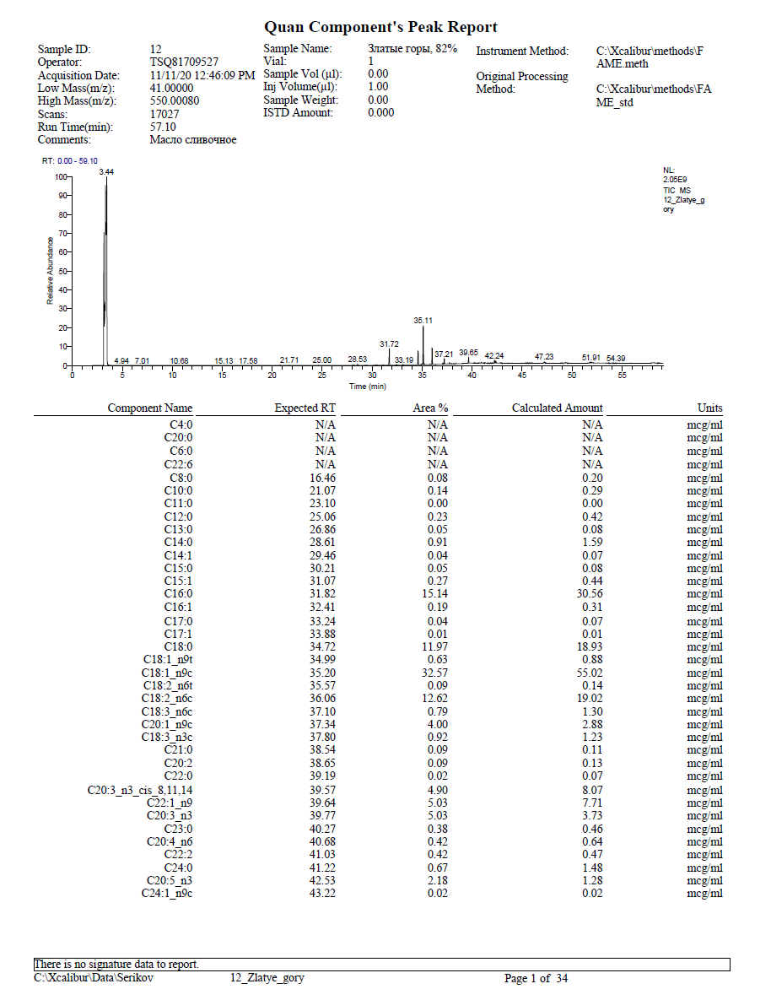 Quan Component's Peak Report
Sample ID: 12
Operator: TSQ81709527
Acquisition Date: 11/11/20 12:46:09 PM
Low Mass(m/z): 41.00000
High Mass(m/z): 550.00080
Scans: 17027
Run Time(min): 57.10
Comments: Масло сливочное
Sample Name: Златые горы, 82%
Vial: 1
Sample Vol (µl): 0.00
Inj Volume(µl): 1.00
Sample Weight: 0.00
ISTD Amount: 0.000
Instrument Method: C:\Xcalibur\methods\F
AME.meth
Original Processing
Method: C:\Xcalibur\methods\FA
ME_std
RT: 0.00 - 59.10
NL:
2.05E9
TIC MS
12_Zlatye_g
ory
Relative Abundance
100
90
80
70
60
50
40
30
20
10
0
3.44
4.94 7.01 10.68 15.13 17.58 21.71 25.00 28.53 31.72 33.19 35.11 37.21 39.65 42.24 47.23 51.91 54.39
0 5 10 15 20 25 30 35 40 45 50 55
Time (min)
Component Name Expected RT Area % Calculated Amount Units
C4:0 N/A N/A N/A mcg/ml
C20:0 N/A N/A N/A mcg/ml
C6:0 N/A N/A N/A mcg/ml
C22:6 N/A N/A N/A mcg/ml
C8:0 16.46 0.08 0.20 mcg/ml
C10:0 21.07 0.14 0.29 mcg/ml
C11:0 23.10 0.00 0.00 mcg/ml
C12:0 25.06 0.23 0.42 mcg/ml
C13:0 26.86 0.05 0.08 mcg/ml
C14:0 28.61 0.91 1.59 mcg/ml
C14:1 29.46 0.04 0.07 mcg/ml
C15:0 30.21 0.05 0.08 mcg/ml
C15:1 31.07 0.27 0.44 mcg/ml
C16:0 31.82 15.14 30.56 mcg/ml
C16:1 32.41 0.19 0.31 mcg/ml
C17:0 33.24 0.04 0.07 mcg/ml
C17:1 33.88 0.01 0.01 mcg/ml
C18:0 34.72 11.97 18.93 mcg/ml
C18:1_n9t 34.99 0.63 0.88 mcg/ml
C18:1_n9c 35.20 32.57 55.02 mcg/ml
C18:2_n6t 35.57 0.09 0.14 mcg/ml
C18:2_n6c 36.06 12.62 19.02 mcg/ml
C18:3_n6c 37.10 0.79 1.30 mcg/ml
C20:1_n9c 37.34 4.00 2.88 mcg/ml
C18:3_n3c 37.80 0.92 1.23 mcg/ml
C21:0 38.54 0.09 0.11 mcg/ml
C20:2 38.65 0.09 0.13 mcg/ml
C22:0 39.19 0.02 0.07 mcg/ml
C20:3_n3_cis_8,11,14 39.57 4.90 8.07 mcg/ml
C22:1_n9 39.64 5.03 7.71 mcg/ml
C20:3_n3 39.77 5.03 3.73 mcg/ml
C23:0 40.27 0.38 0.46 mcg/ml
C20:4_n6 40.68 0.42 0.64 mcg/ml
C22:2 41.03 0.42 0.47 mcg/ml
C24:0 41.22 0.67 1.48 mcg/ml
C20:5_n3 42.53 2.18 1.28 mcg/ml
C24:1_n9c 43.22 0.02 0.02 mcg/ml
There is no signature data to report.
C:\Xcalibur\Data\Serikov 12_Zlatye_gory Page 1 of 34